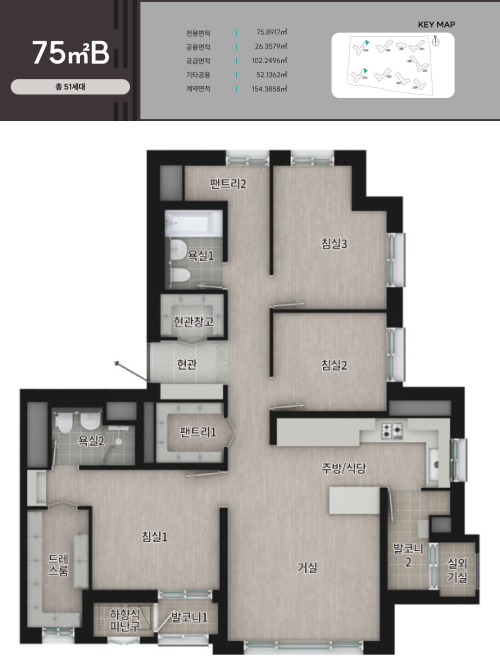 75㎡B
총 51세대
전용면적 75.8917㎡
공용면적 26.3579㎡
공급면적 102.2496㎡
기타공용 52.1362㎡
계약면적 154.3858㎡
KEY MAP
팬트리2
침실3
욕실1
현관창고
현관
침실2
팬트리1
욕실2
주방/식당
침실1
드레
스룸
거실
발코니
2
실외
기실
하향식
피난구
발코니1